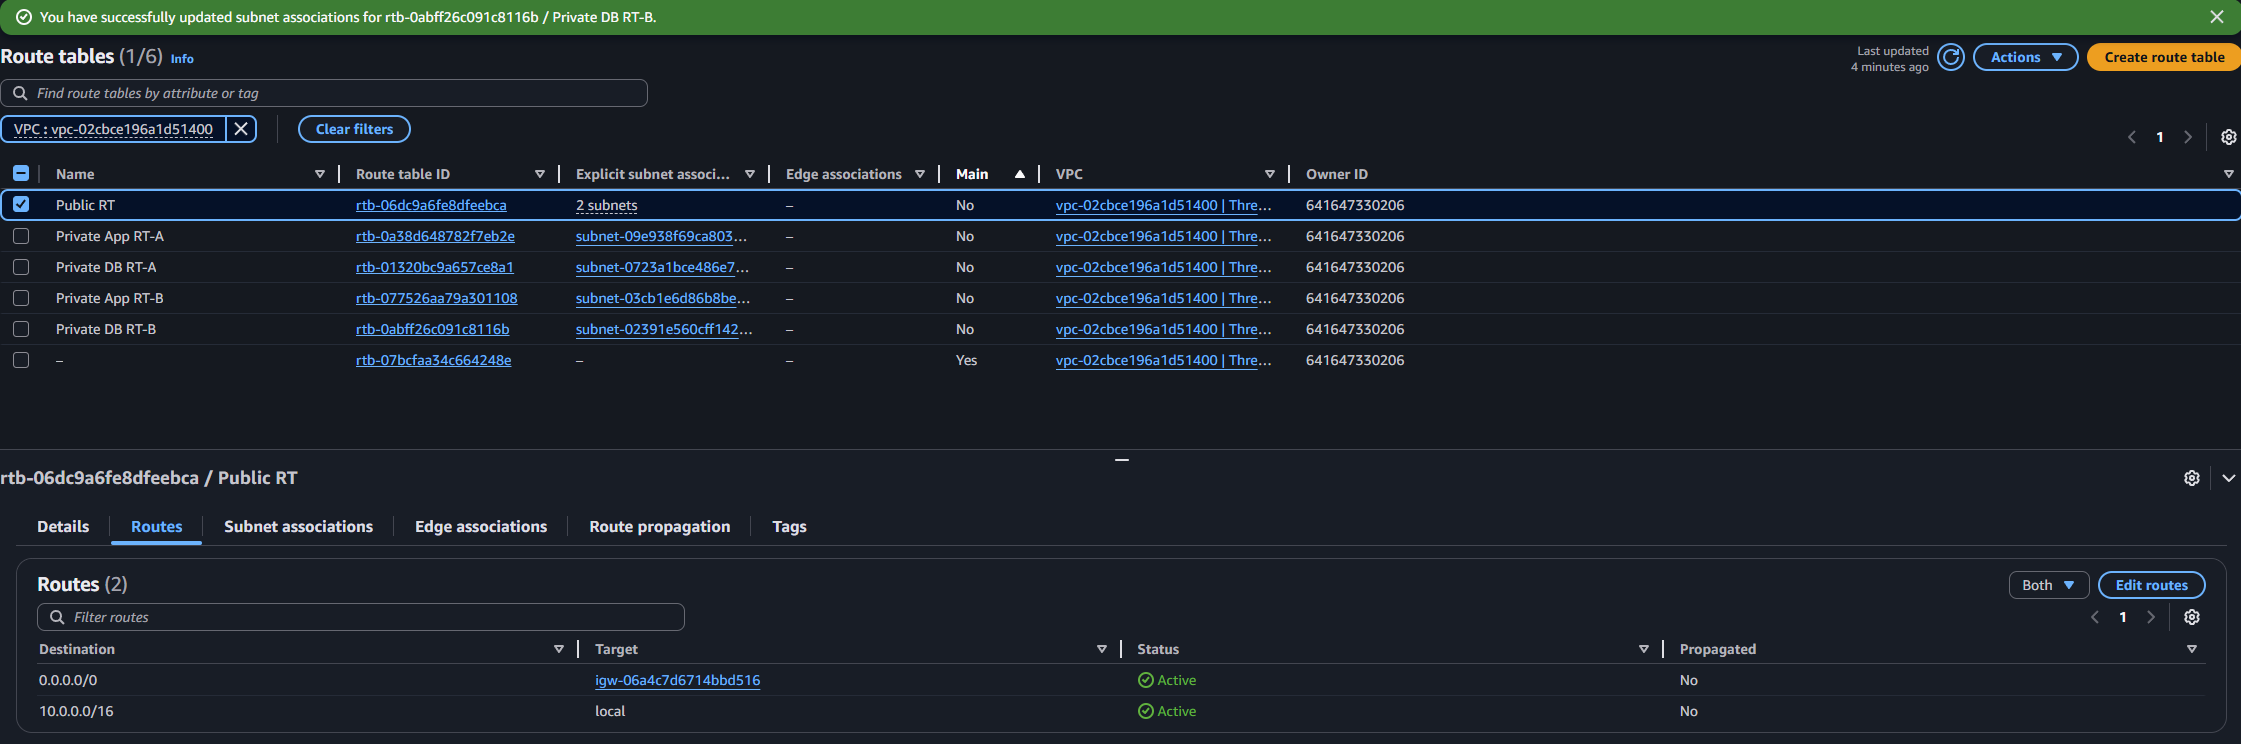 You have successfully updated subnet associations for rtb-0abff26c091c8116b / Private DB RT-B.
Route tables (1/6) Info
Last updated
4 minutes ago
Actions
Create route table
Find route tables by attribute or tag
VPC : vpc-02cbce196a1d51400
Clear filters
1
Name Route table ID Explicit subnet associ... Edge associations Main VPC Owner ID
Public RT rtb-06dc9a6fe8dfeebca 2 subnets – No vpc-02cbce196a1d51400 | Thre... 641647330206
Private App RT-A rtb-0a38d648782f7eb2e subnet-09e938f69ca803... – No vpc-02cbce196a1d51400 | Thre... 641647330206
Private DB RT-A rtb-01320bc9a657ce8a1 subnet-0723a1bce486e7... – No vpc-02cbce196a1d51400 | Thre... 641647330206
Private App RT-B rtb-077526aa79a301108 subnet-03cb1e6d86b8be... – No vpc-02cbce196a1d51400 | Thre... 641647330206
Private DB RT-B rtb-0abff26c091c8116b subnet-02391e560cff142... – No vpc-02cbce196a1d51400 | Thre... 641647330206
– rtb-07bcfaa34c664248e – – Yes vpc-02cbce196a1d51400 | Thre... 641647330206
rtb-06dc9a6fe8dfeebca / Public RT
Details Routes Subnet associations Edge associations Route propagation Tags
Routes (2)
Both
Edit routes
Filter routes
1
Destination Target Status Propagated
0.0.0.0/0 igw-06a4c7d6714bbd516 Active No
10.0.0.0/16 local Active No